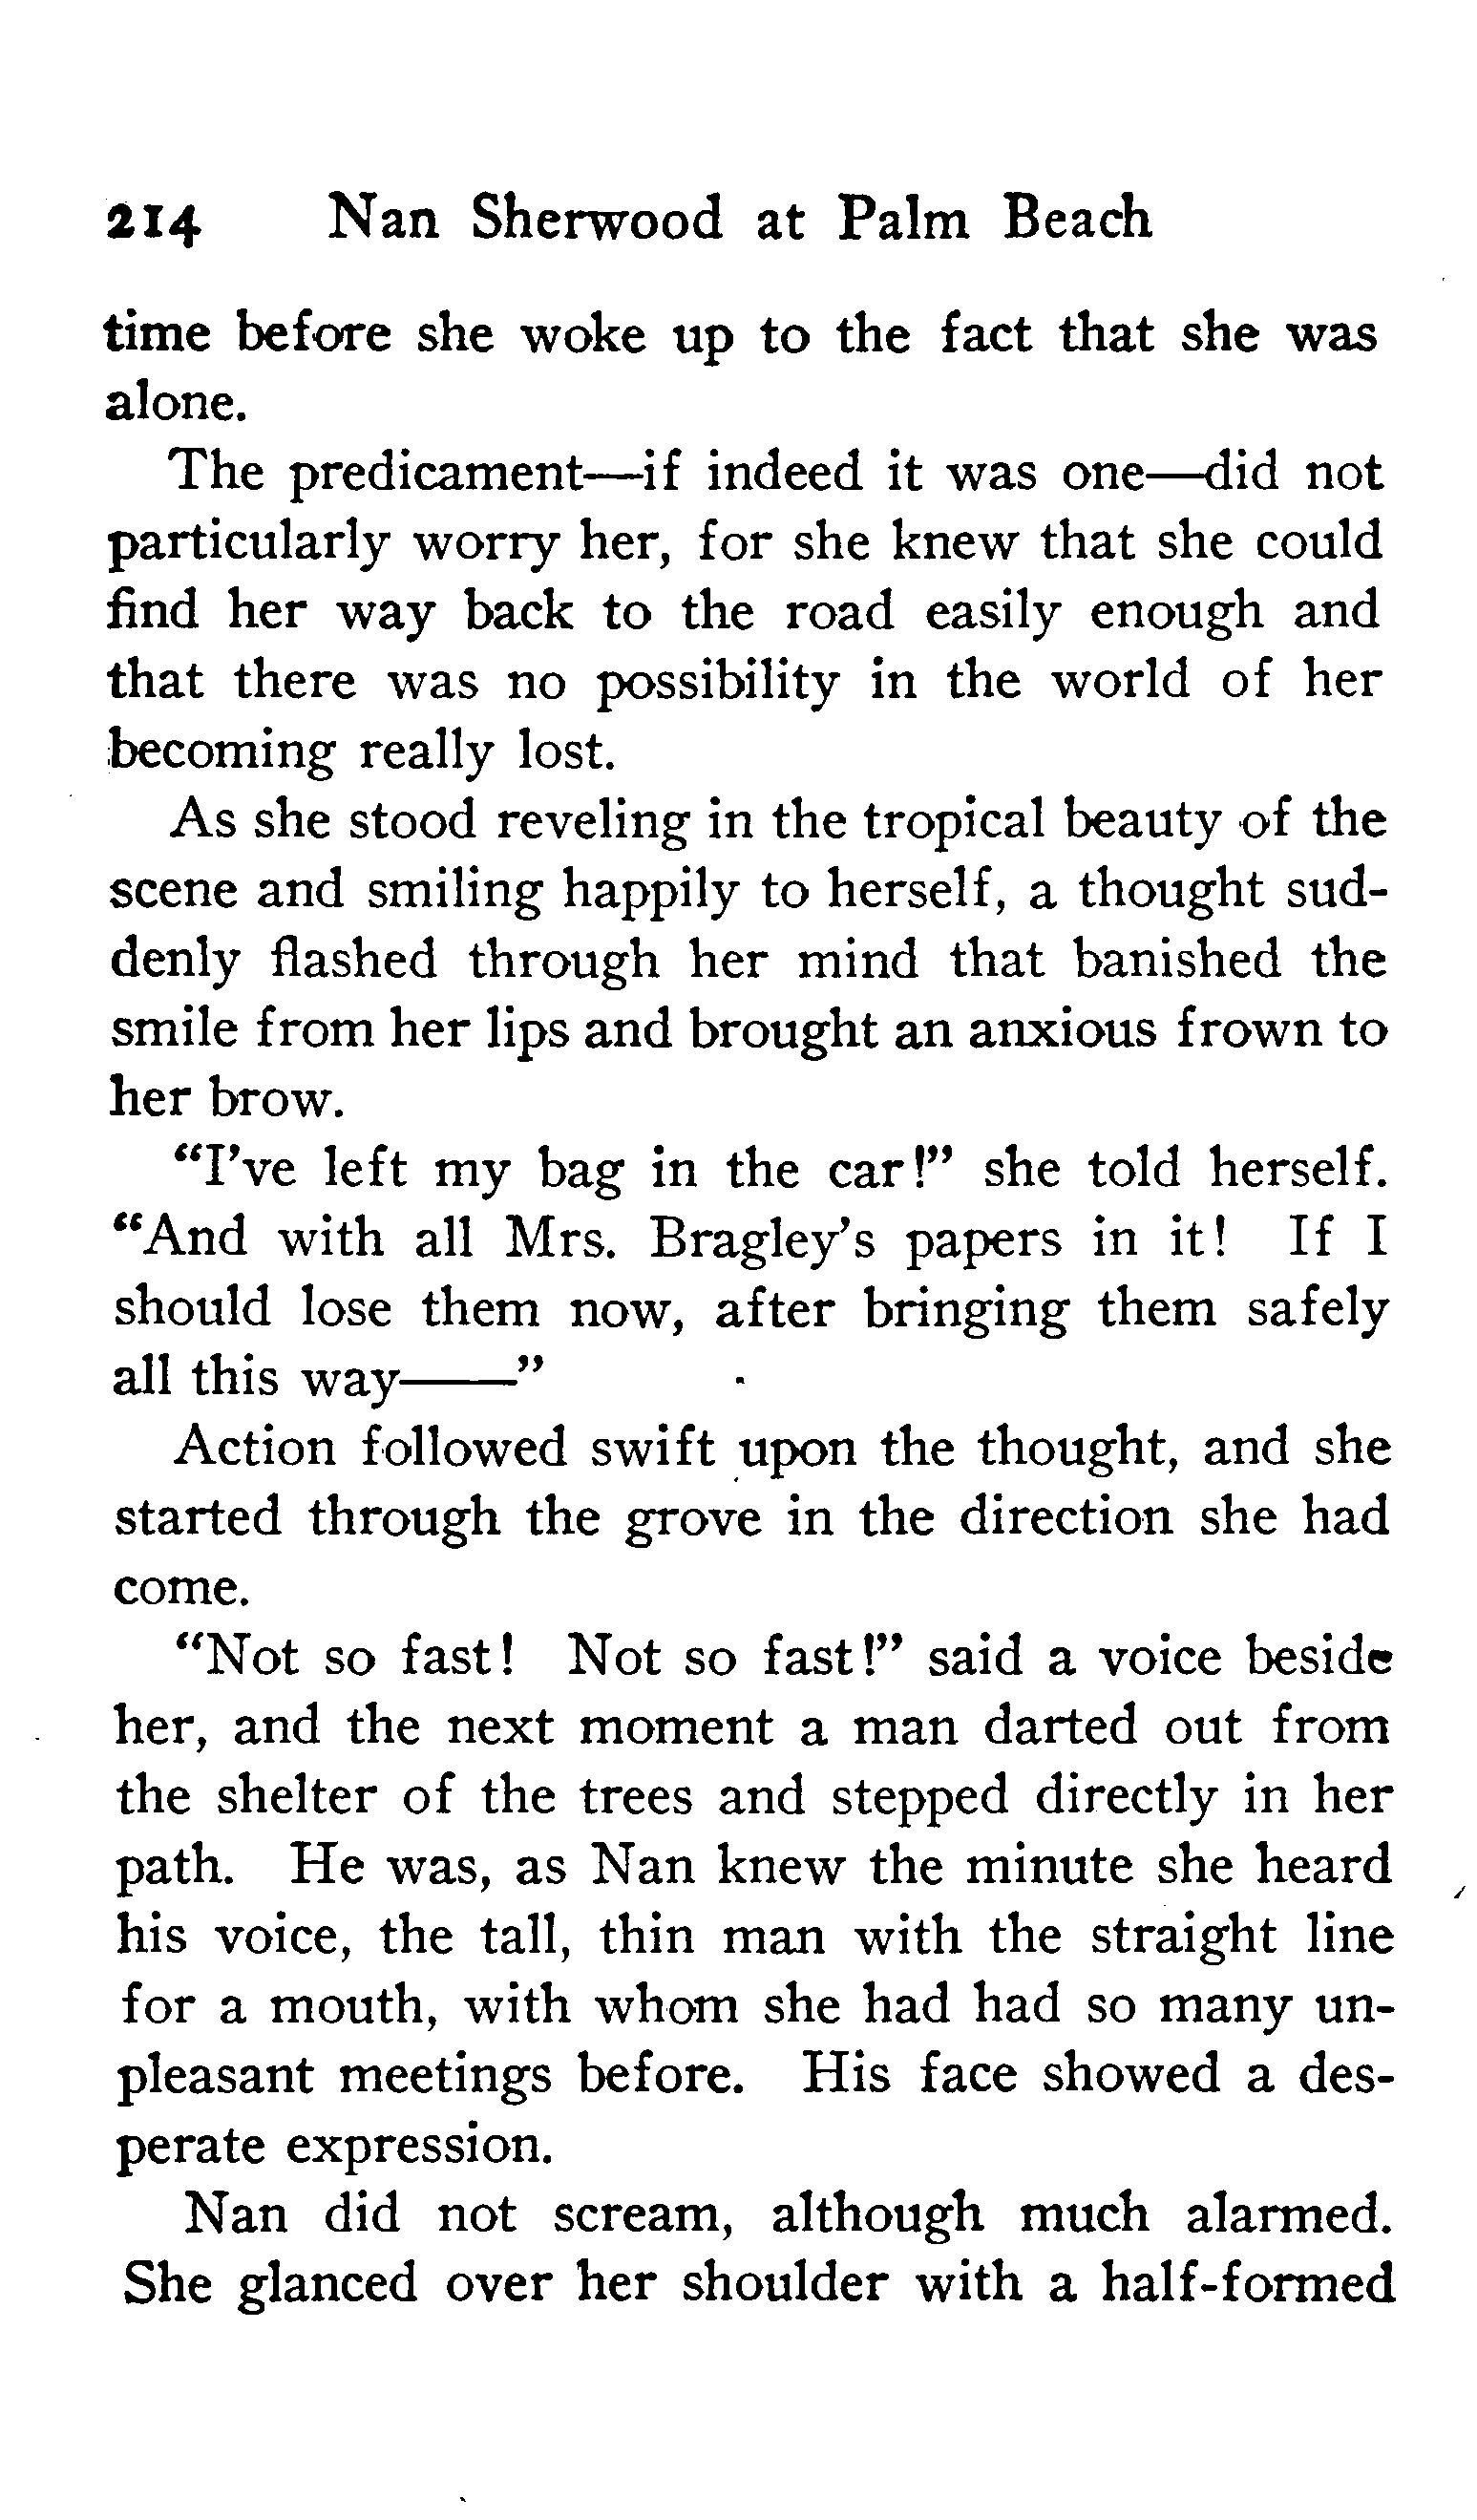 214 Nan Sherwood at Palm Beach
time before she woke up to the fact that she was
alone.
The predicament—if indeed it was one—did not
particularly worry her, for she knew that she could
find her way back to the road easily enough and
that there was no possibility in the world of her
becoming really lost.
As she stood reveling in the tropical beauty of the
scene and smiling happily to herself, a thought sud-
denly flashed through her mind that banished the
smile from her lips and brought an anxious frown to
her brow.
“I’ve left my bag in the car!” she told herself.
“And with all Mrs. Bragley’s papers in it! If I
should lose them now, after bringing them safely
all this way——”
Action followed swift upon the thought, and she
started through the grove in the direction she had
come.
“Not so fast! Not so fast!” said a voice beside
her, and the next moment a man darted out from
the shelter of the trees and stepped directly in her
path. He was, as Nan knew the minute she heard
his voice, the tall, thin man with the straight line
for a mouth, with whom she had had so many un-
pleasant meetings before. His face showed a des-
perate expression.
Nan did not scream, although much alarmed.
She glanced over her shoulder with a half-formed